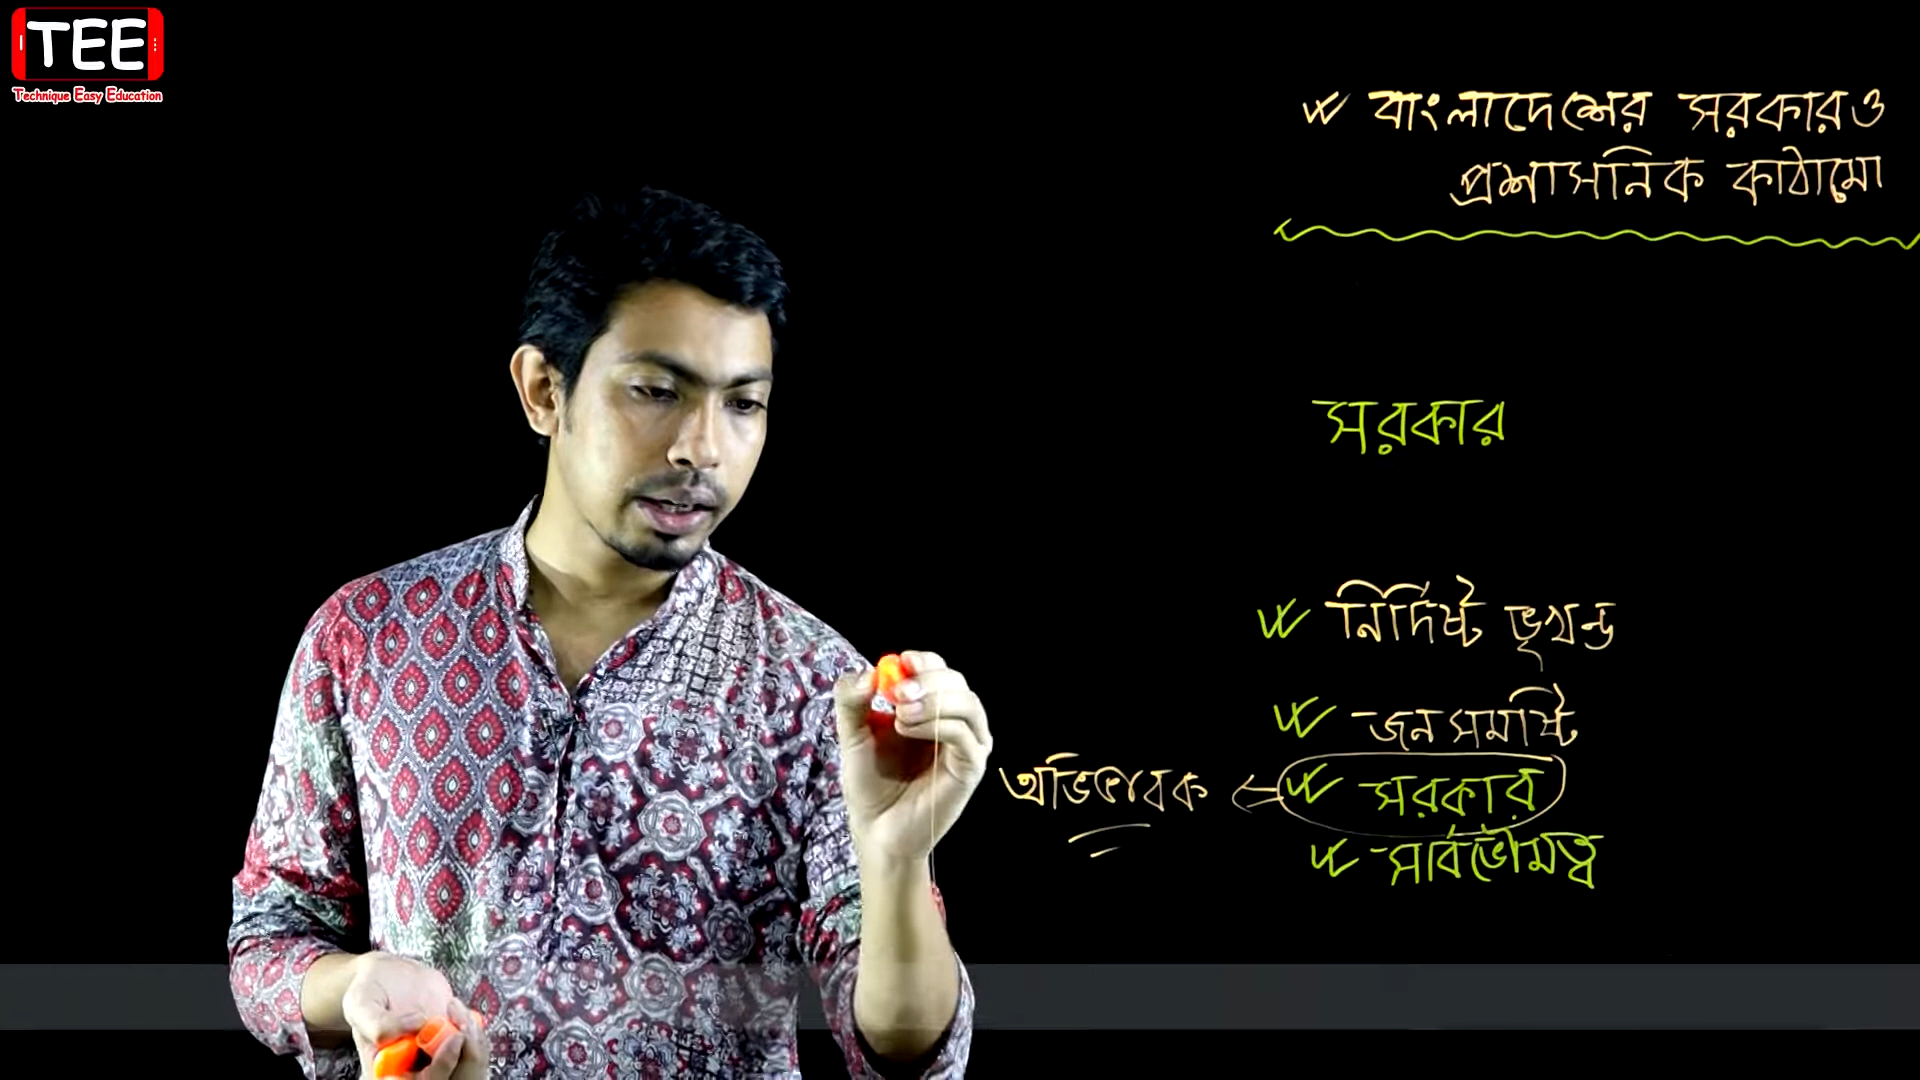 TEE
Technique Easy Education
বাংলাদেশের সরকার ও
প্রশাসনিক কাঠামো
সরকার
নির্দিষ্ট ভূখন্ড
জনসমষ্টি
অভিভাবক ← সরকার
সার্বভৌমত্ব